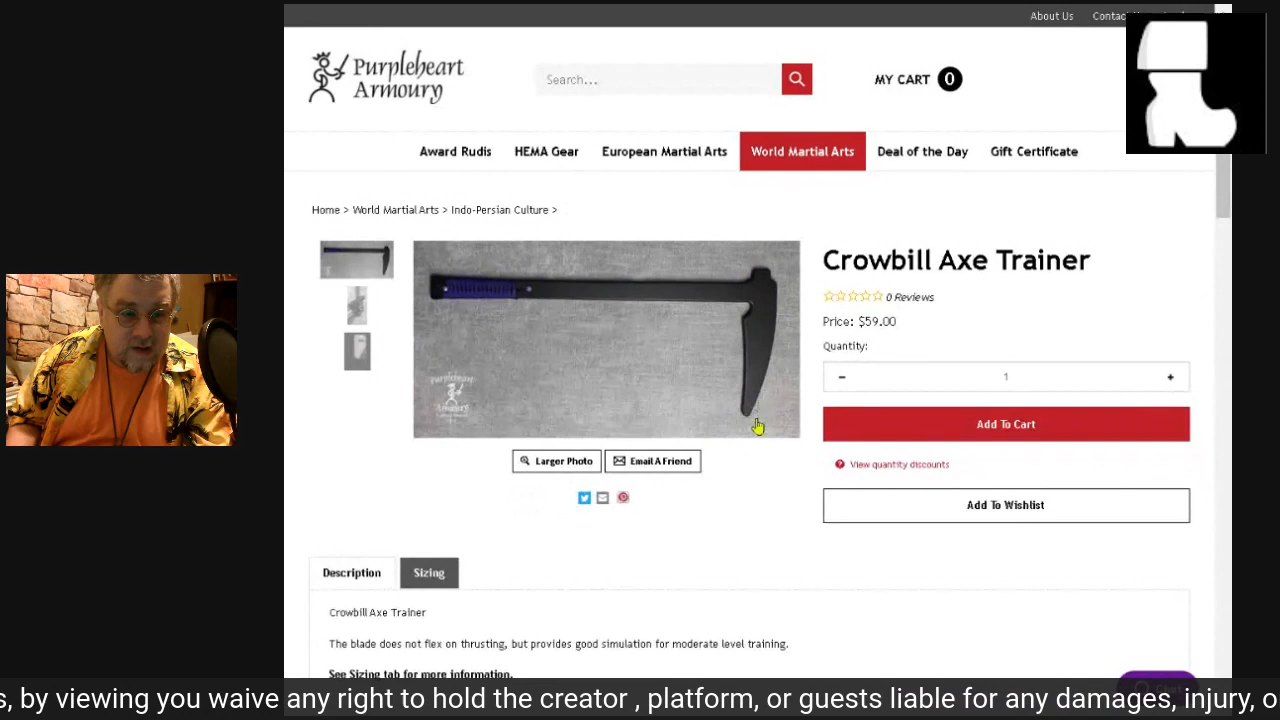 About Us
Purpleheart
Armoury
Search...
MY CART 0
Award Rudis HEMA Gear European Martial Arts World Martial Arts Deal of the Day Gift Certificate
Home > World Martial Arts > Indo-Persian Culture >
Crowbill Axe Trainer
0 Reviews
Price: $59.00
Quantity:
- 1 +
Add To Cart
View quantity discounts
Add To Wishlist
Purpleheart
Armoury
Larger Photo Email A Friend
Description Sizing
Crowbill Axe Trainer
The blade does not flex on thrusting, but provides good simulation for moderate level training.
See Sizing tab for more information.
s, by viewing you waive any right to hold the creator , platform, or guests liable for any damages, injury, o